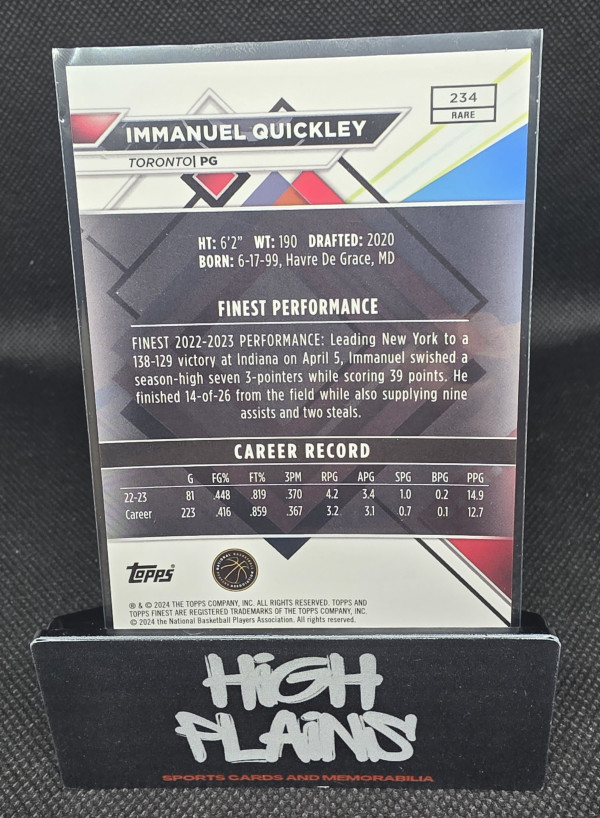 234
RARE
IMMANUEL QUICKLEY
TORONTO| PG
HT: 6'2" WT: 190 DRAFTED: 2020
BORN: 6-17-99, Havre De Grace, MD
FINEST PERFORMANCE
FINEST 2022-2023 PERFORMANCE: Leading New York to a
138-129 victory at Indiana on April 5, Immanuel swished a
season-high seven 3-pointers while scoring 39 points. He
finished 14-of-26 from the field while also supplying nine
assists and two steals.
CAREER RECORD
G FG% FT% 3PM RPG APG SPG BPG PPG
22-23 81 .448 .819 .370 4.2 3.4 1.0 0.2 14.9
Career 223 .416 .859 .367 3.2 3.1 0.7 0.1 12.7
TOPPS
® & © 2024 THE TOPPS COMPANY, INC. ALL RIGHTS RESERVED. TOPPS AND
TOPPS FINEST ARE REGISTERED TRADEMARKS OF THE TOPPS COMPANY, INC.
© 2024 the National Basketball Players Association. All rights reserved.
HiGH
PLAiNS
SPORTS CARDS AND MEMORABILIA